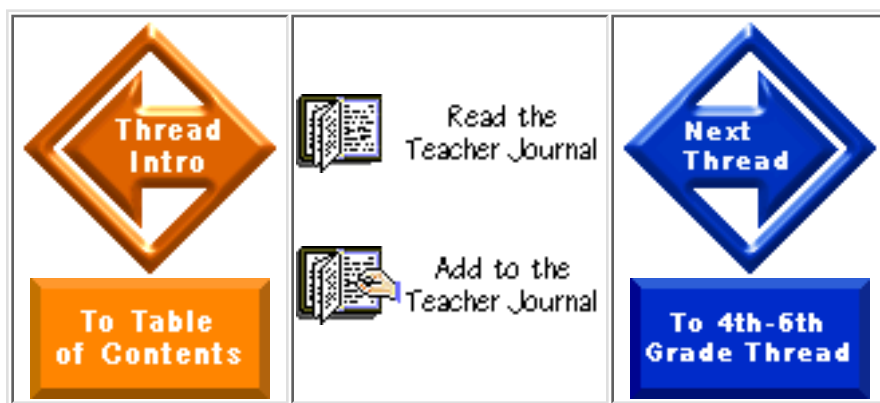 Thread
Intro
To Table
of Contents
Read the
Teacher Journal
Add to the
Teacher Journal
Next
Thread
To 4th-6th
Grade Thread